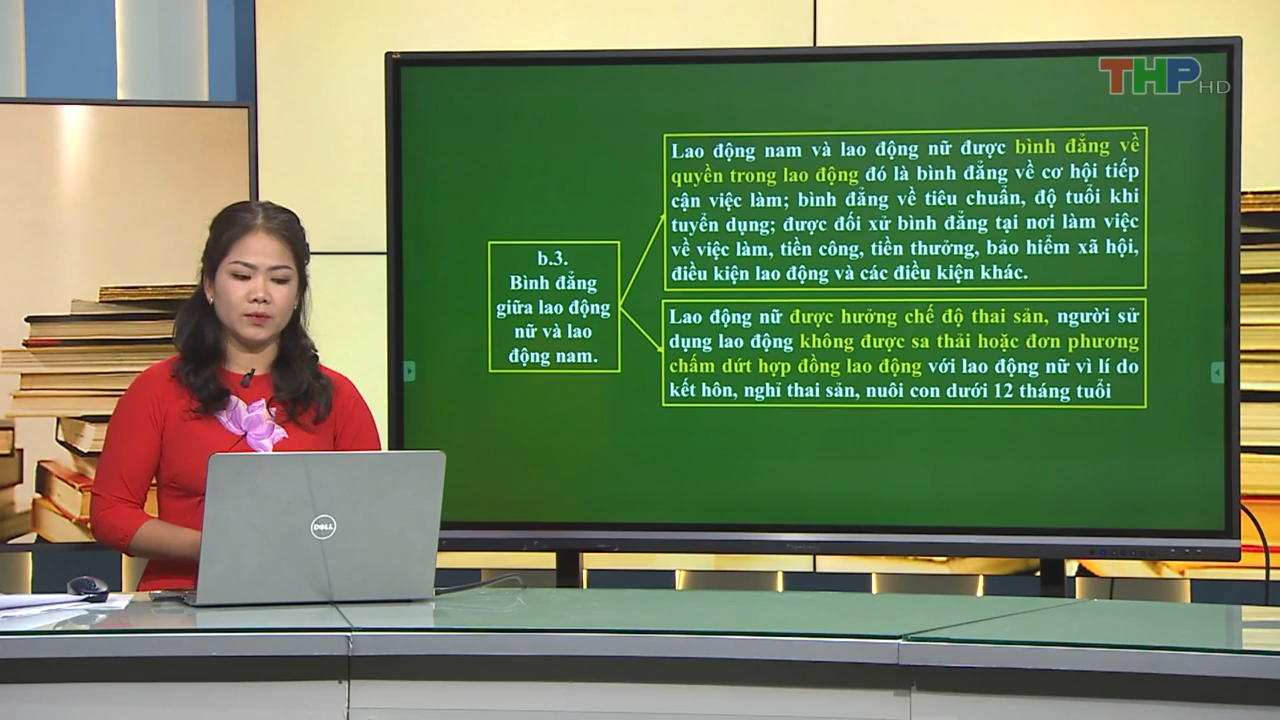 THP HD
Lao động nam và lao động nữ được bình đẳng về
quyền trong lao động đó là bình đẳng về cơ hội tiếp
cận việc làm; bình đẳng về tiêu chuẩn, độ tuổi khi
tuyển dụng; được đối xử bình đẳng tại nơi làm việc
về việc làm, tiền công, tiền thưởng, bảo hiểm xã hội,
điều kiện lao động và các điều kiện khác.
b.3.
Bình đẳng
giữa lao động
nữ và lao
động nam.
Lao động nữ được hưởng chế độ thai sản, người sử
dụng lao động không được sa thải hoặc đơn phương
chấm dứt hợp đồng lao động với lao động nữ vì lí do
kết hôn, nghỉ thai sản, nuôi con dưới 12 tháng tuổi
DELL